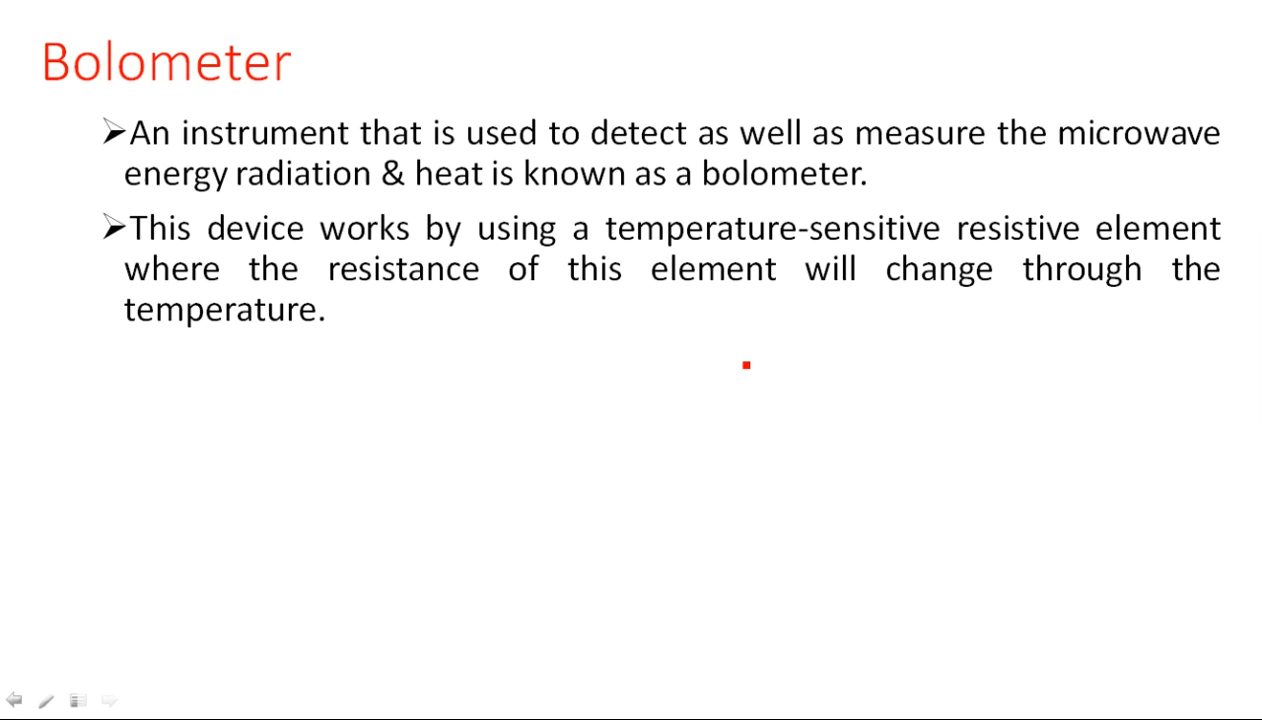 Bolometer
➢An instrument that is used to detect as well as measure the microwave
energy radiation & heat is known as a bolometer.
➢This device works by using a temperature-sensitive resistive element
where the resistance of this element will change through the
temperature.